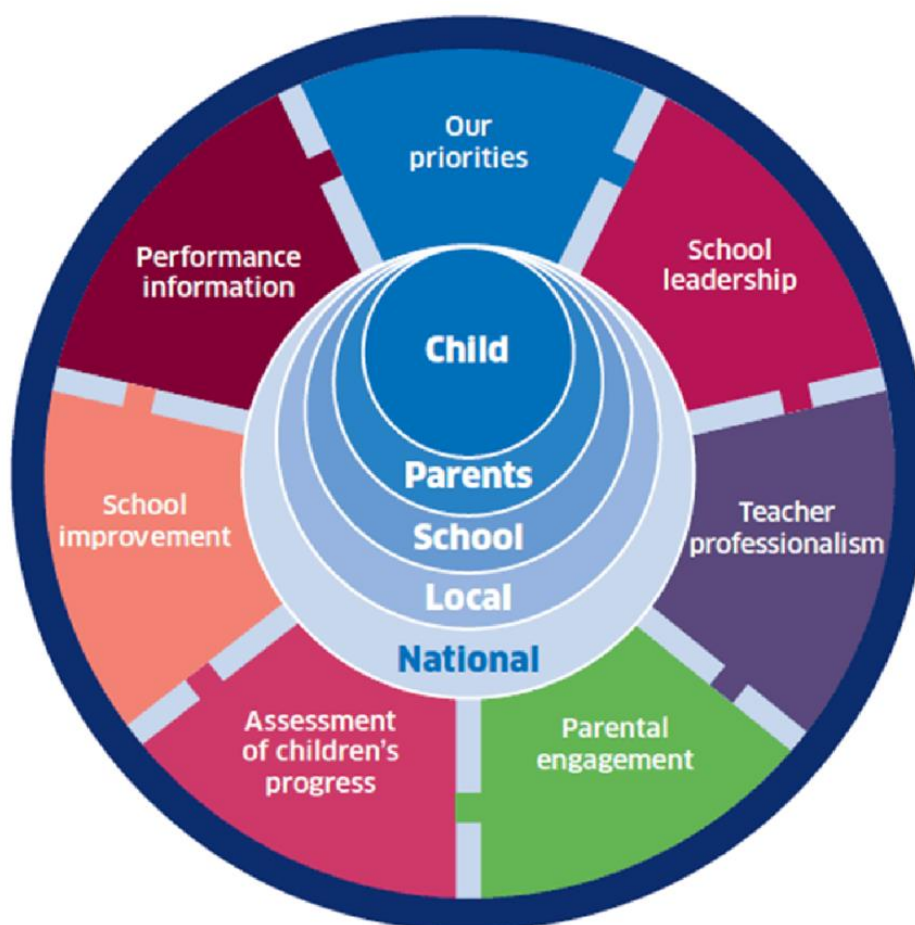 Our
priorities
School
leadership
Teacher
professionalism
Parental
engagement
Assessment
of children's
progress
School
improvement
Performance
information
Child
Parents
School
Local
National